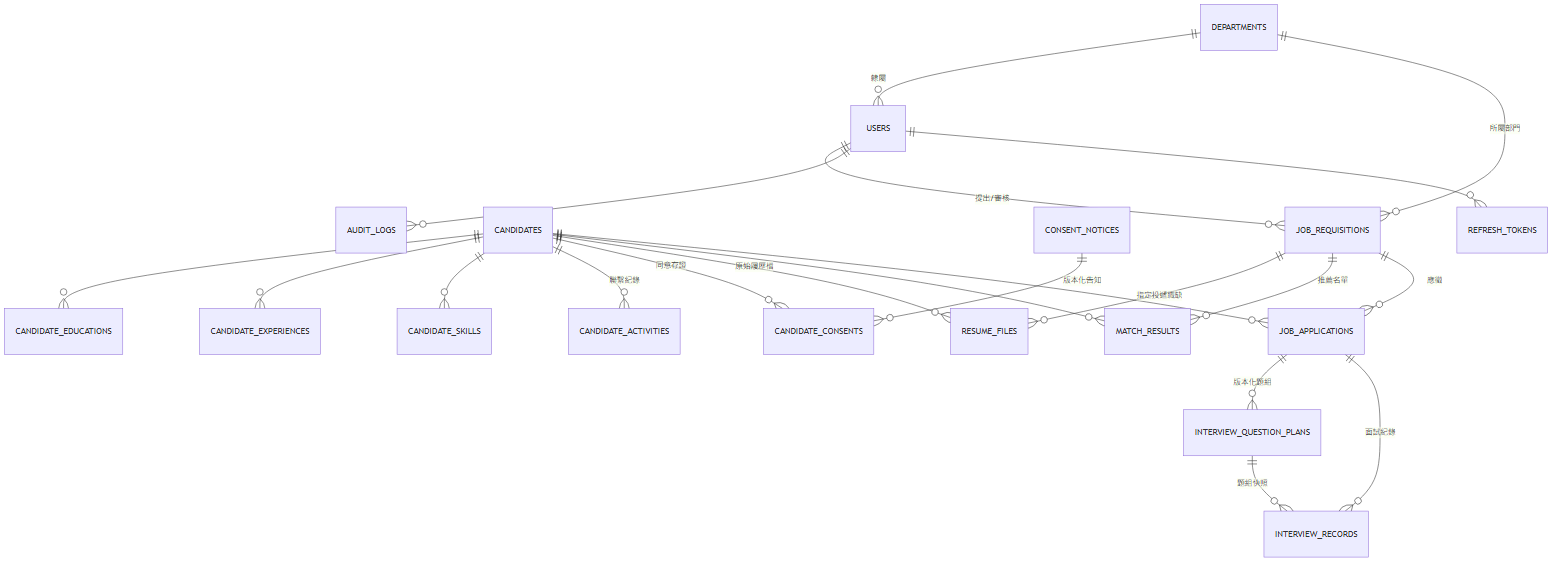 DEPARTMENTS
隸屬
USERS
所屬部門
提出/審核
AUDIT_LOGS
CANDIDATES
CONSENT_NOTICES
JOB_REQUISITIONS
REFRESH_TOKENS
同意存證
原始履歷檔
聯繫紀錄
版本化告知
推薦名單
應徵
指定投遞職缺
CANDIDATE_EDUCATIONS
CANDIDATE_EXPERIENCES
CANDIDATE_SKILLS
CANDIDATE_ACTIVITIES
CANDIDATE_CONSENTS
RESUME_FILES
MATCH_RESULTS
JOB_APPLICATIONS
版本化題組
INTERVIEW_QUESTION_PLANS
面試紀錄
題組快照
INTERVIEW_RECORDS